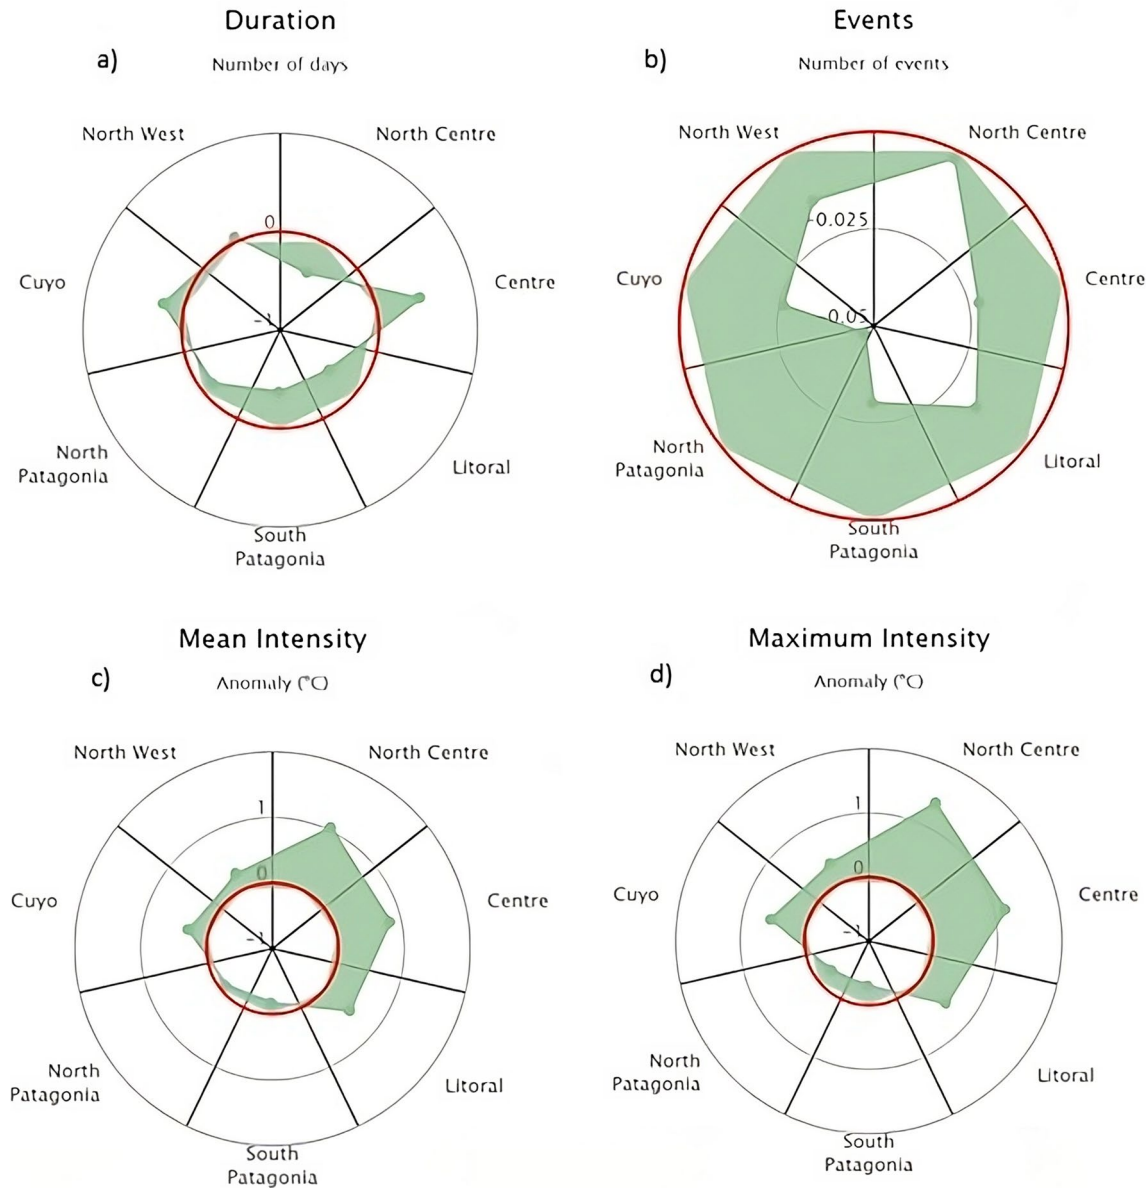 Duration
a)
Number of days
North West
North Centre
0
Cuyo
Centre
-1
North
Patagonia
Litoral
South
Patagonia
Events
b)
Number of events
North West
North Centre
-0.025
Cuyo
Centre
-0.05
North
Patagonia
Litoral
South
Patagonia
Mean Intensity
c)
Anomaly (°C)
North West
North Centre
1
0
Cuyo
Centre
-1
North
Patagonia
Litoral
South
Patagonia
Maximum Intensity
d)
Anomaly (°C)
North West
North Centre
1
0
Cuyo
Centre
-1
North
Patagonia
Litoral
South
Patagonia